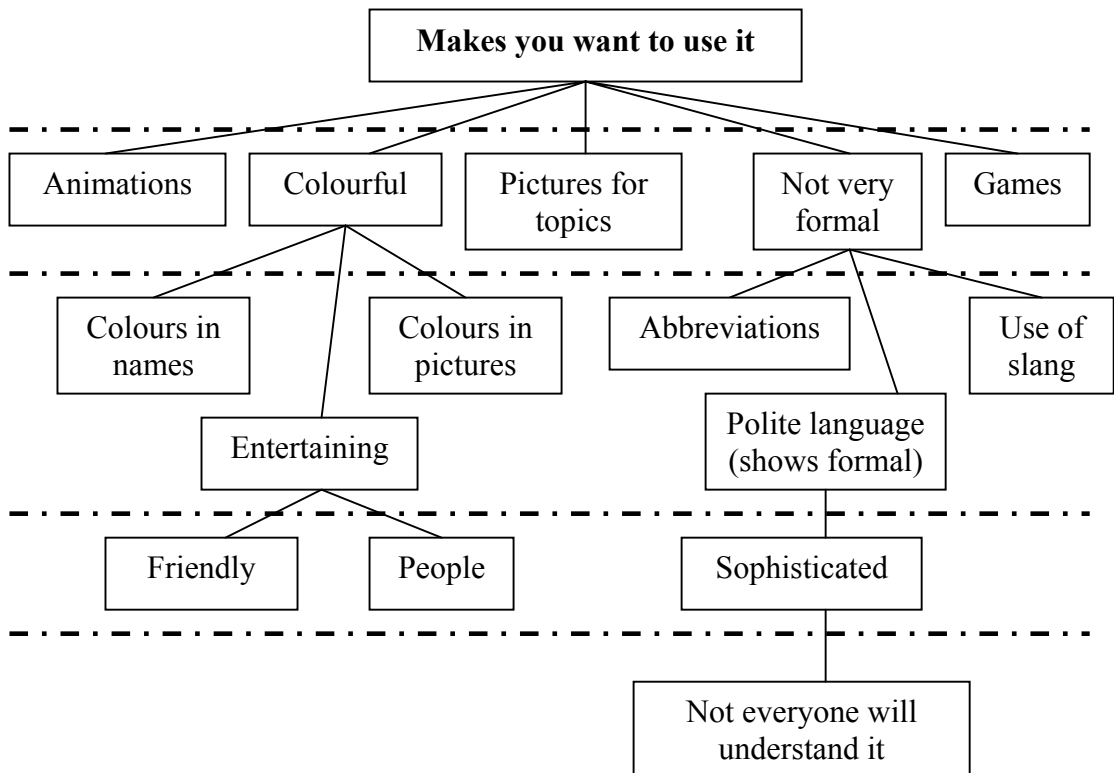 Makes you want to use it
Animations
Colourful
Pictures for
topics
Not very
formal
Games
Colours in
names
Colours in
pictures
Abbreviations
Use of
slang
Entertaining
Polite language
(shows formal)
Friendly
People
Sophisticated
Not everyone will
understand it